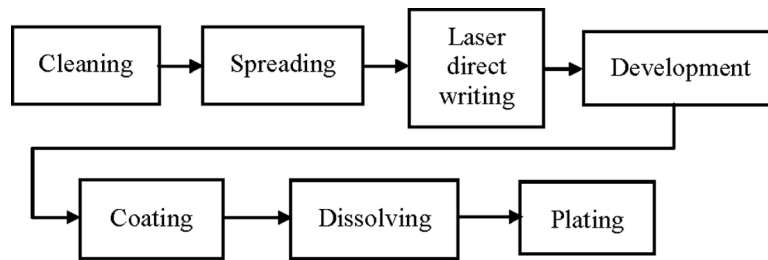 Cleaning
Spreading
Laser
direct
writing
Development
Coating
Dissolving
Plating